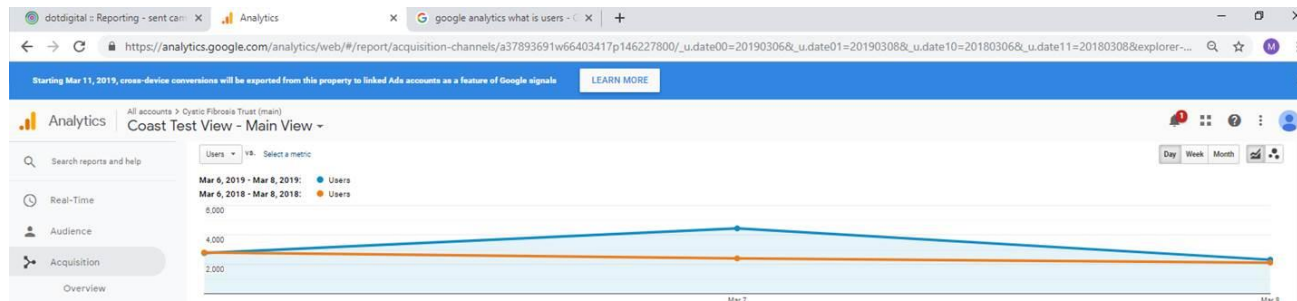 dotdigital :: Reporting - sent cam
Analytics
google analytics what is users - G
https://analytics.google.com/analytics/web/#/report/acquisition-channels/a37893691w66403417p146227800/_u.date00=20190306&_u.date01=20190308&_u.date10=20180306&_u.date11=20180308&explorer-...
M
Starting Mar 11, 2019, cross-device conversions will be exported from this property to linked Ads accounts as a feature of Google signals
LEARN MORE
Analytics
All accounts > Cystic Fibrosis Trust (main)
Coast Test View - Main View
1
Search reports and help
Users VS. Select a metric
Day Week Month
Mar 6, 2019 - Mar 8, 2019: Users
Mar 6, 2018 - Mar 8, 2018: Users
Real-Time
6,000
Audience
4,000
Acquisition
2,000
Overview
Mar 7
Mar 8